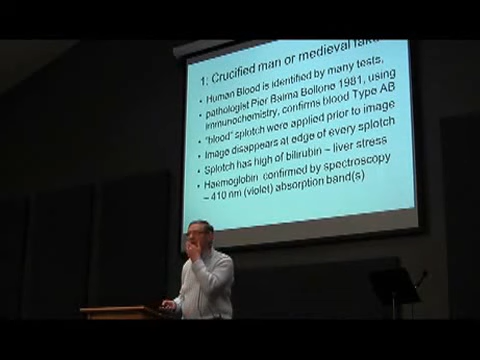 1: Crucified man or medieval fake
• Human Blood is identified by many tests,
• pathologist Pier Baima Bollone 1981, using
immunochemistry, confirms blood Type AB
• "blood" splotch were applied prior to image
• Image disappears at edge of every splotch
• Splotch has high of bilirubin ~ liver stress
• Haemoglobin confirmed by spectroscopy
~ 410 nm (violet) absorption band(s)